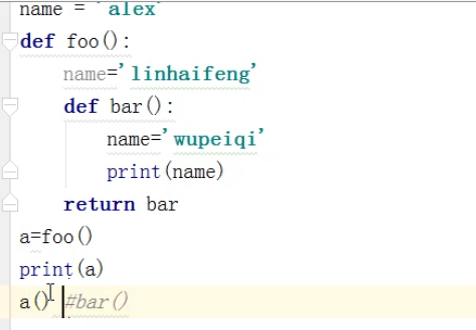 name = 'alex'
def foo():
    name='linhaifeng'
    def bar():
        name='wupeiqi'
        print(name)
    return bar
a=foo()
print(a)
a() #bar()